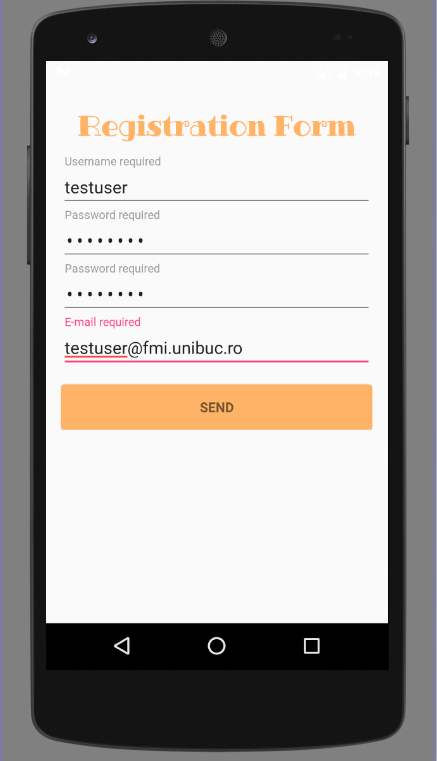 Registration Form
Username required
testuser
Password required
••••••••
Password required
••••••••
E-mail required
testuser@fmi.unibuc.ro
SEND